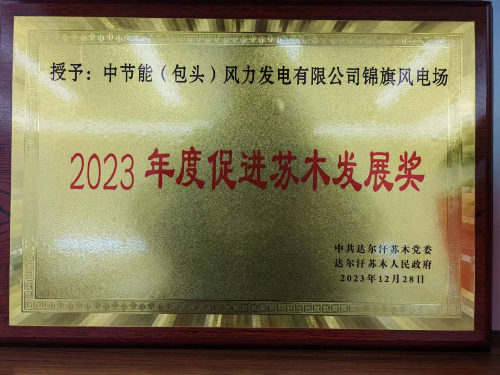 授予：中节能（包头）风力发电有限公司锦旗风电场
2023年度促进苏木发展奖
中共达尔汗苏木党委
达尔汗苏木人民政府
2023年12月28日